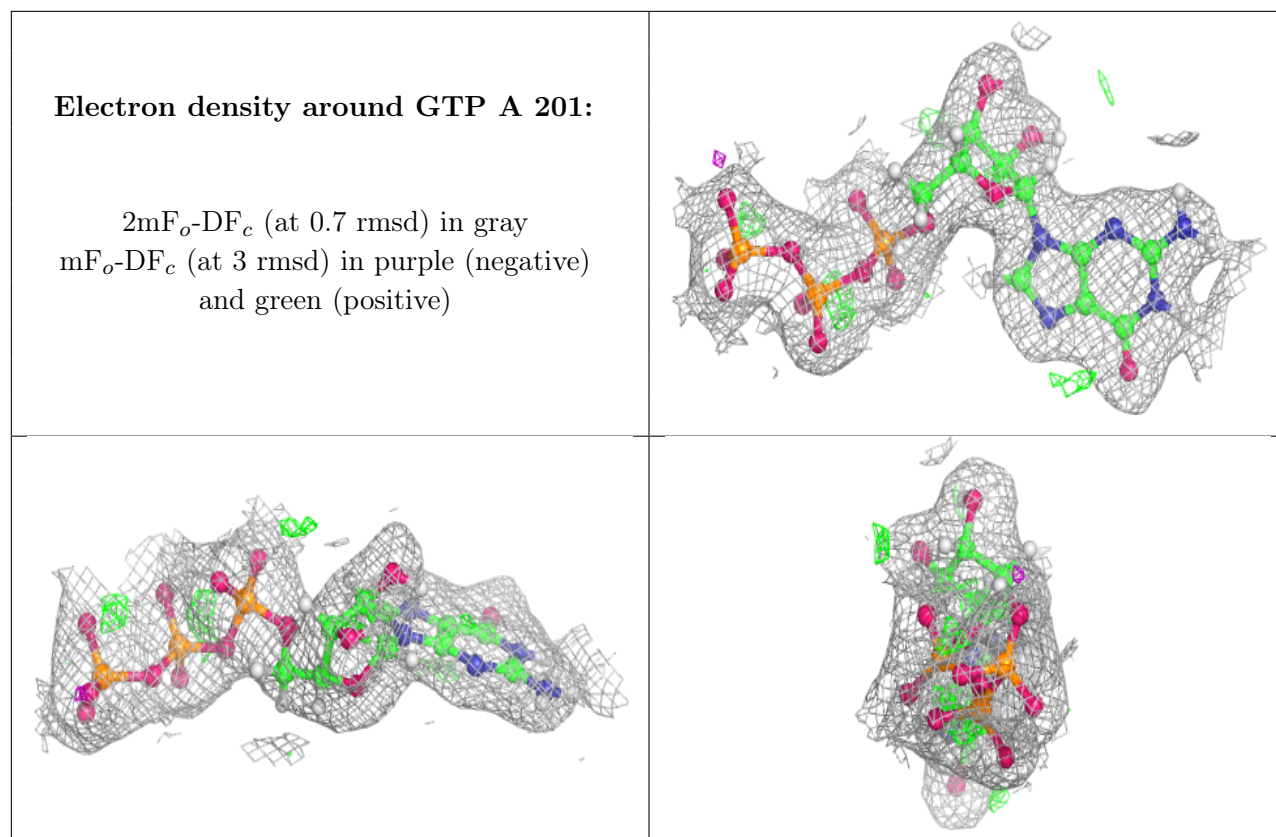 Electron density around GTP A 201:
2mFₒ-DF𝒸 (at 0.7 rmsd) in gray
mFₒ-DF𝒸 (at 3 rmsd) in purple (negative)
and green (positive)